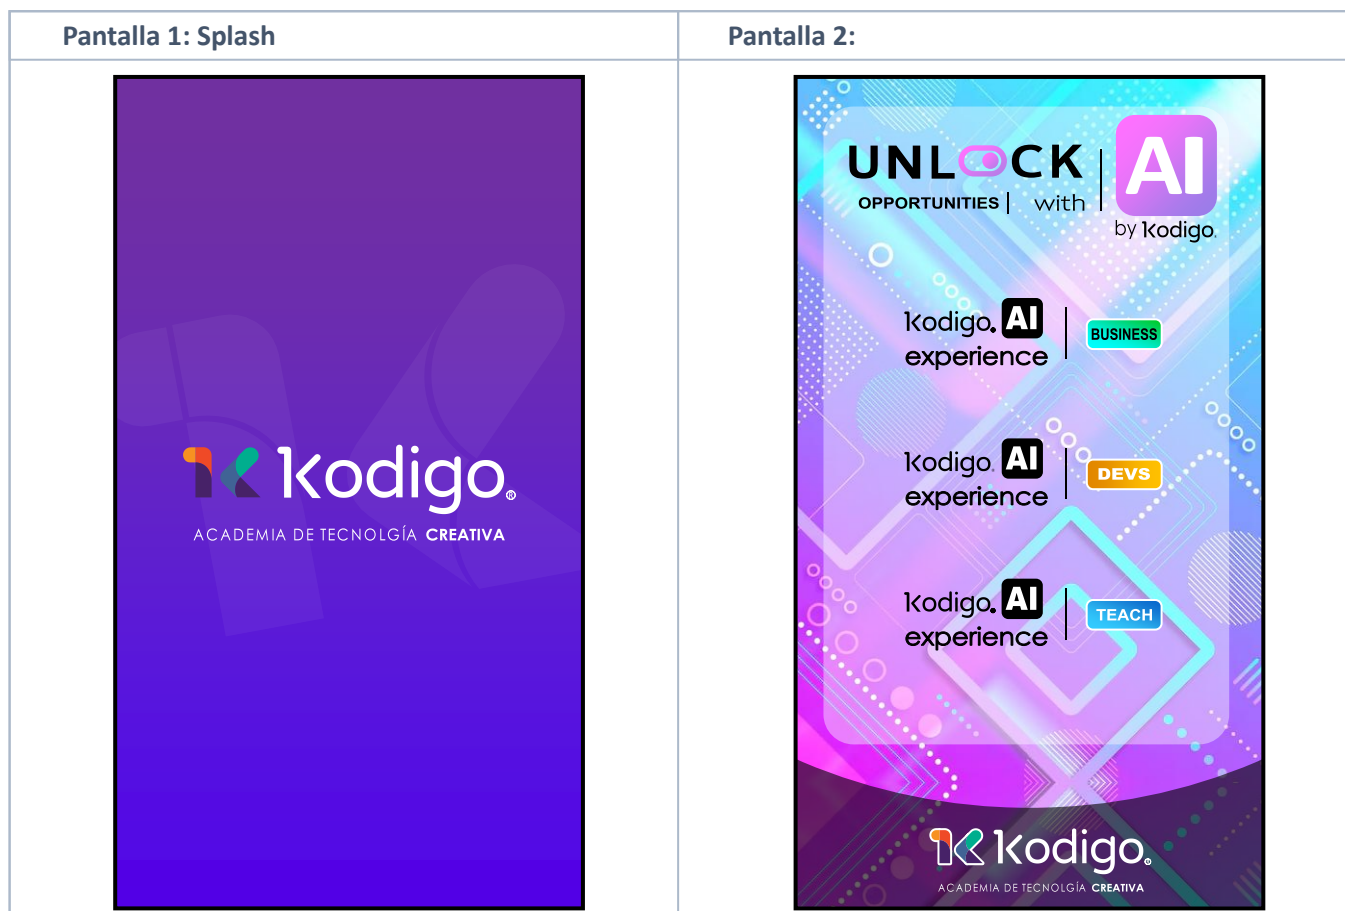 Pantalla 1: Splash
kodigo®
ACADEMIA DE TECNOLGÍA CREATIVA
Pantalla 2:
UNLOCK
OPPORTUNITIES | with
AI
by kodigo.
kodigo. AI
experience
BUSINESS
kodigo. AI
experience
DEVS
kodigo. AI
experience
TEACH
kodigo®
ACADEMIA DE TECNOLGÍA CREATIVA